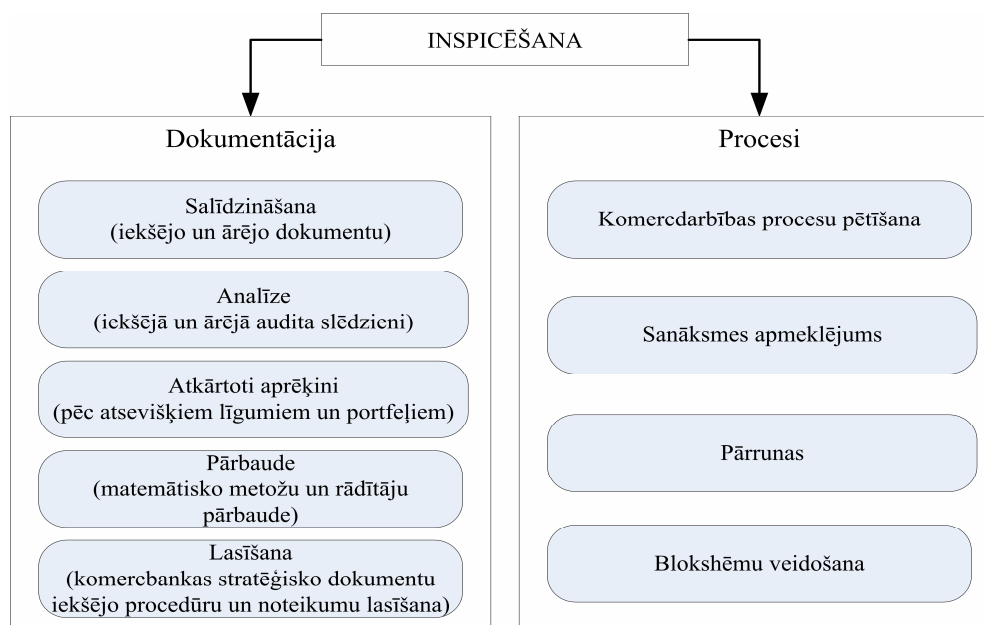 INSPICĒŠANA
Dokumentācija
Salīdzināšana
(iekšējo un ārējo dokumentu)
Analīze
(iekšējā un ārējā audita slēdzieni)
Atkārtoti aprēķini
(pēc atsevišķiem līgumiem un portfeļiem)
Pārbaude
(matemātisko metožu un rādītāju
pārbaude)
Lasīšana
(komercbankas stratēģisko dokumentu
iekšējo procedūru un noteikumu lasīšana)
Procesi
Komercdarbības procesu pētīšana
Sanāksmes apmeklējums
Pārrunas
Blokshēmu veidošana